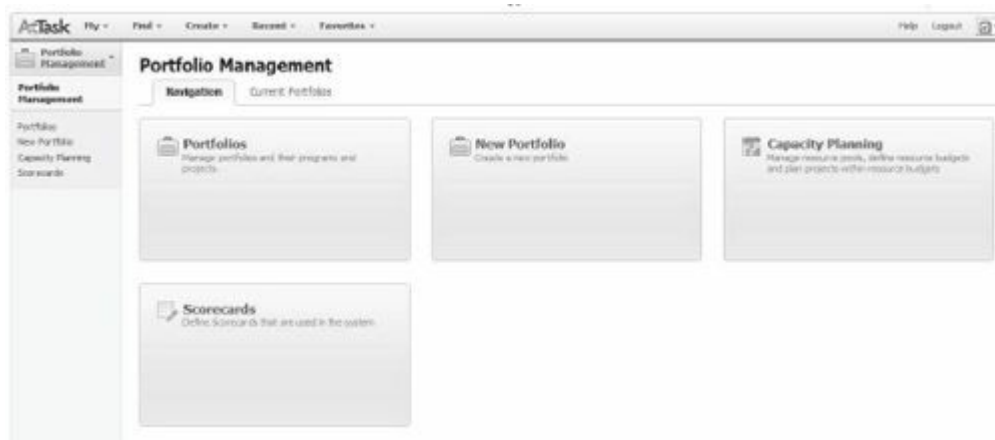 AtTask My Find Create Recent Favorites Help Logout
Portfolio
Management
Portfolio Management
Navigation Current Portfolios
Portfolio
Management
Portfolios
New Portfolio
Capacity Planning
Scorecards
Portfolios
Manage portfolios and their programs and
projects.
New Portfolio
Create a new portfolio
Capacity Planning
Manage resource pools, define resource budgets
and plan projects within resource budgets
Scorecards
Define Scorecards that are used in the system